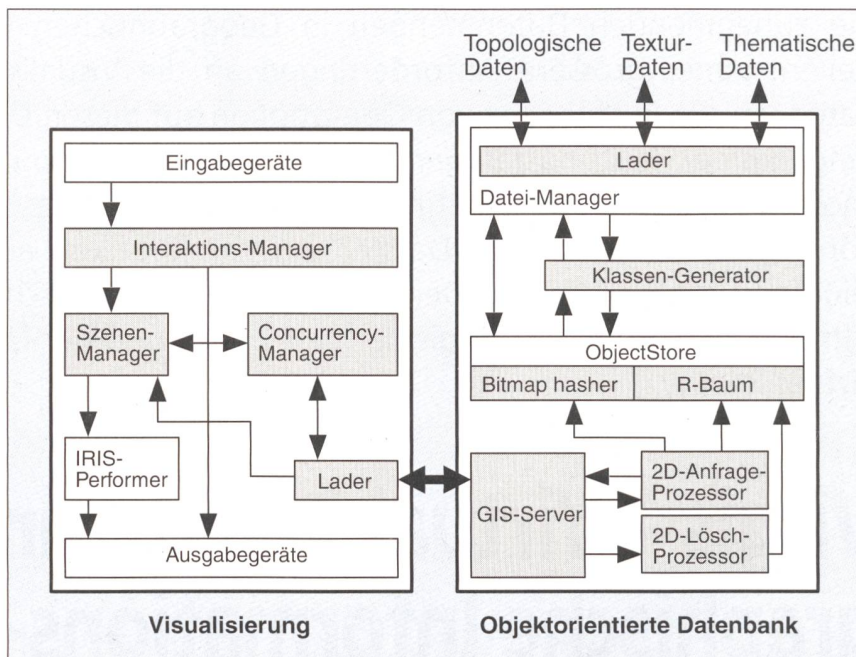 Topologische
Daten
Textur-
Daten
Thematische
Daten
Eingabegeräte
Interaktions-Manager
Szenen-
Manager
Concurrency-
Manager
IRIS-
Performer
Lader
Ausgabegeräte
Visualisierung
Lader
Datei-Manager
Klassen-Generator
ObjectStore
Bitmap hasher
R-Baum
GIS-Server
2D-Anfrage-
Prozessor
2D-Lösch-
Prozessor
Objektorientierte Datenbank